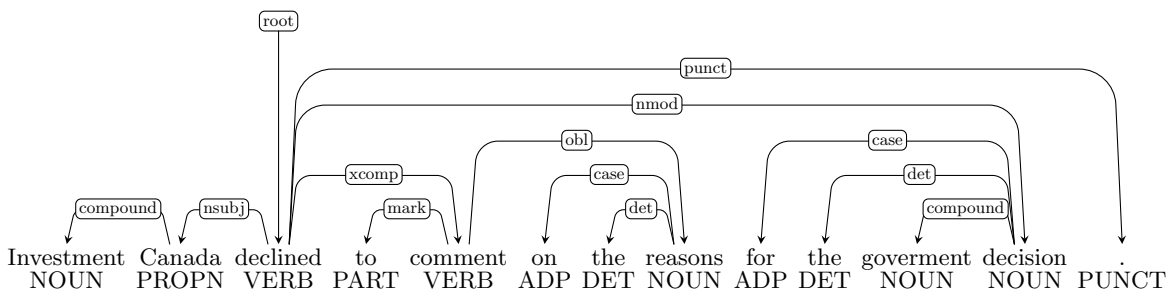 root
punct
nmod
obl case
xcomp case det
compound nsubj mark det compound
Investment Canada declined to comment on the reasons for the goverment decision .
NOUN PROPN VERB PART VERB ADP DET NOUN ADP DET NOUN NOUN PUNCT